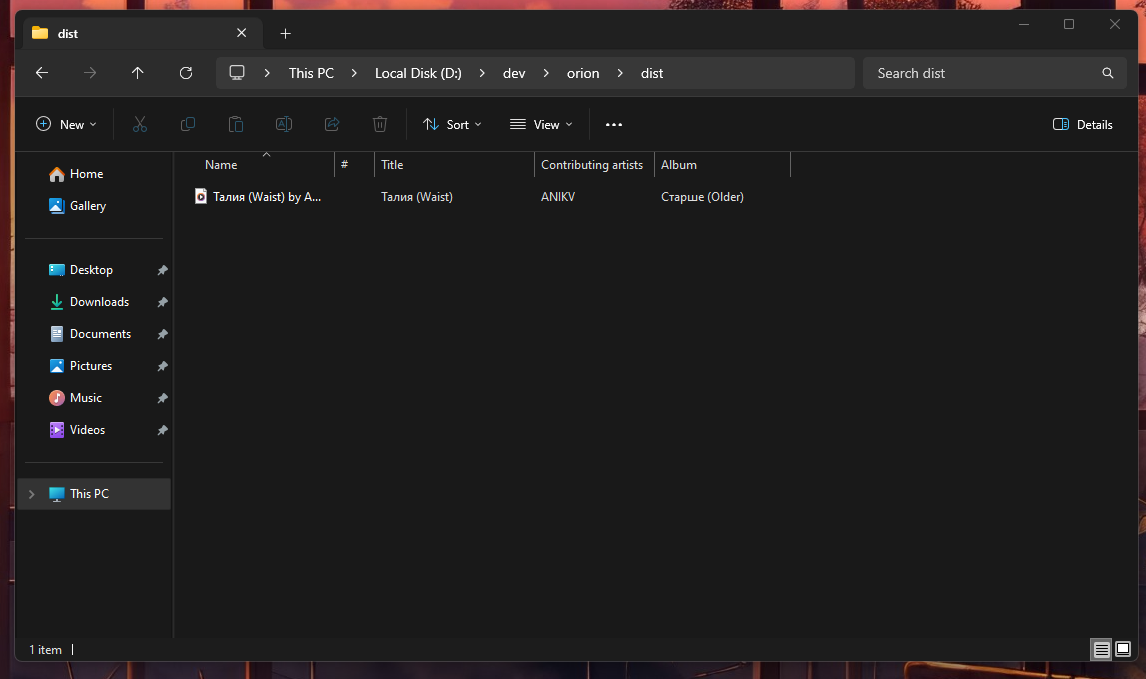 dist
This PC > Local Disk (D:) > dev > orion > dist
Search dist
New
Sort
View
Details
Home
Gallery
Desktop
Downloads
Documents
Pictures
Music
Videos
This PC
Name # Title Contributing artists Album
Талия (Waist) by A... Талия (Waist) ANIKV Старше (Older)
1 item